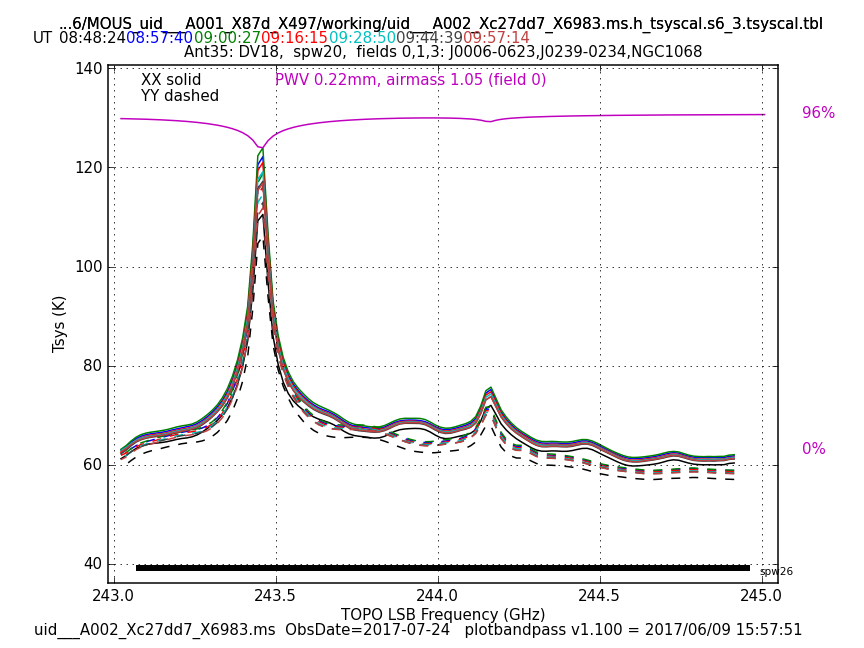 ...6/MOUS_uid___A001_X87d_X497/working/uid___A002_Xc27dd7_X6983.ms.h_tsyscal.s6_3.tsyscal.tbl
UT 08:48:24 08:57:40 09:00:27 09:16:15 09:28:50 09:44:39 09:57:14
Ant35: DV18,  spw20,  fields 0,1,3: J0006-0623,J0239-0234,NGC1068
140
XX solid
PWV 0.22mm, airmass 1.05 (field 0)
YY dashed
96%
120
100
Tsys (K)
80
60
0%
40
spw26
243.0 243.5 244.0 244.5 245.0
TOPO LSB Frequency (GHz)
uid___A002_Xc27dd7_X6983.ms  ObsDate=2017-07-24   plotbandpass v1.100 = 2017/06/09 15:57:51